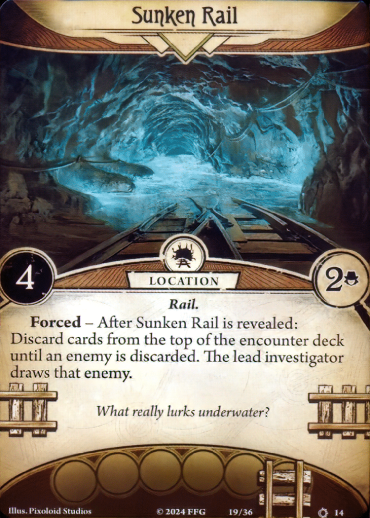 Sunken Rail
4
LOCATION
2
Rail.
Forced – After Sunken Rail is revealed:
Discard cards from the top of the encounter deck
until an enemy is discarded. The lead investigator
draws that enemy.
What really lurks underwater?
Illus. Pixoloid Studios © 2024 FFG 19/36 14